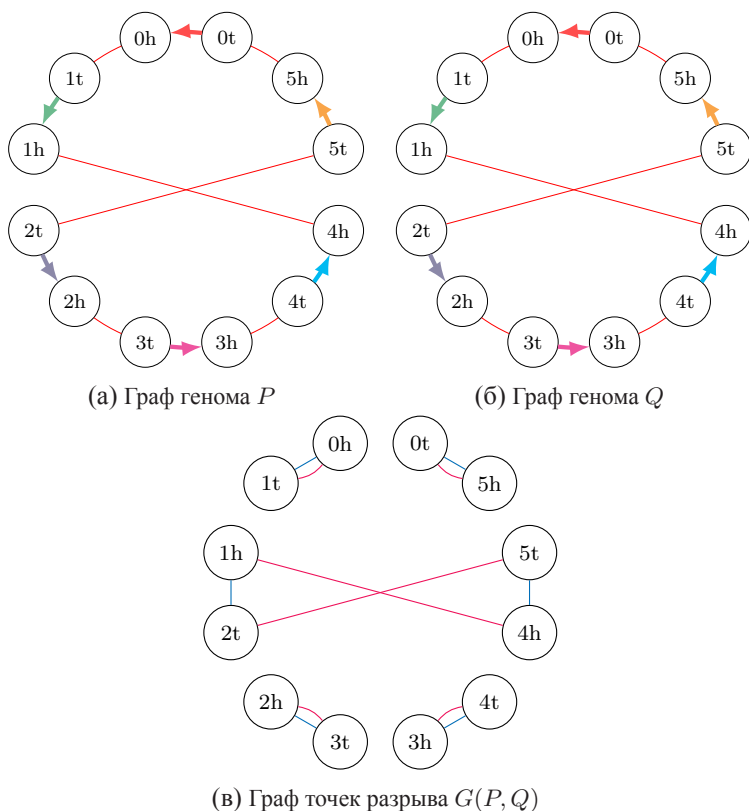 0h 0t 0h 0t
1t 5h 1t 5h
1h 5t 1h 5t
2t 4h 2t 4h
2h 4t 2h 4t
3t 3h 3t 3h
(а) Граф генома P (б) Граф генома Q
0h 0t
1t 5h
1h 5t
2t 4h
2h 4t
3t 3h
(в) Граф точек разрыва G(P, Q)